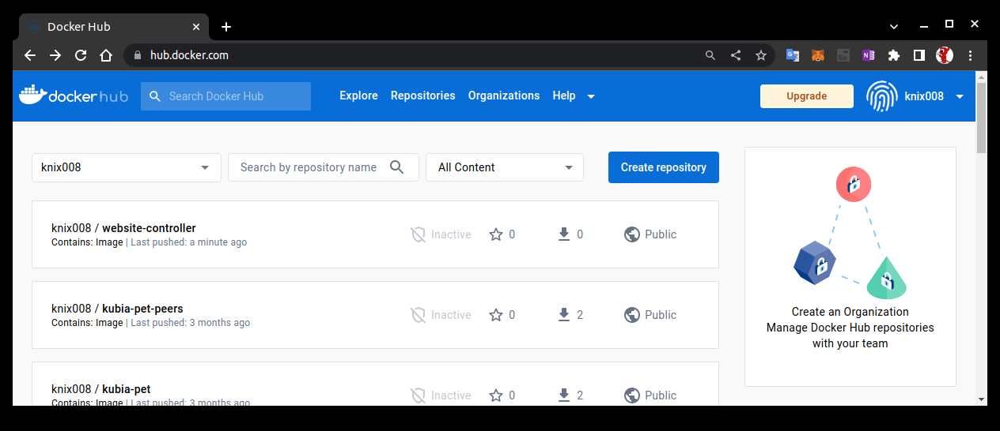 Docker Hub
hub.docker.com
dockerhub
Search Docker Hub
Explore Repositories Organizations Help
Upgrade
knix008
knix008
Search by repository name
All Content
Create repository
knix008 / website-controller
Contains: Image | Last pushed: a minute ago
Inactive 0 0 Public
knix008 / kubia-pet-peers
Contains: Image | Last pushed: 3 months ago
Inactive 0 2 Public
knix008 / kubia-pet
Contains: Image | Last pushed: 3 months ago
Inactive 0 2 Public
Create an Organization
Manage Docker Hub repositories
with your team